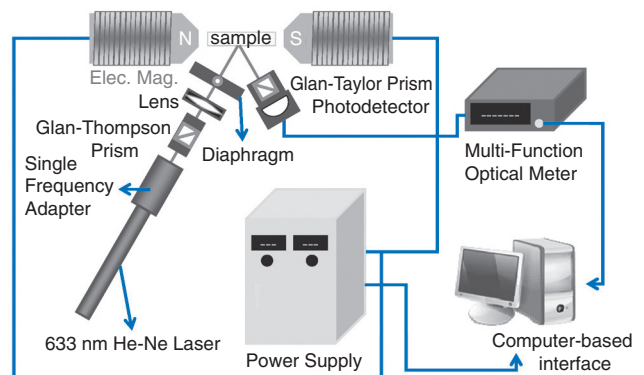 N
sample
S
Elec. Mag.
Lens
Glan-Taylor Prism
Photodetector
Glan-Thompson
Prism
Diaphragm
Single
Frequency
Adapter
Multi-Function
Optical Meter
633 nm He-Ne Laser
Power Supply
Computer-based
interface